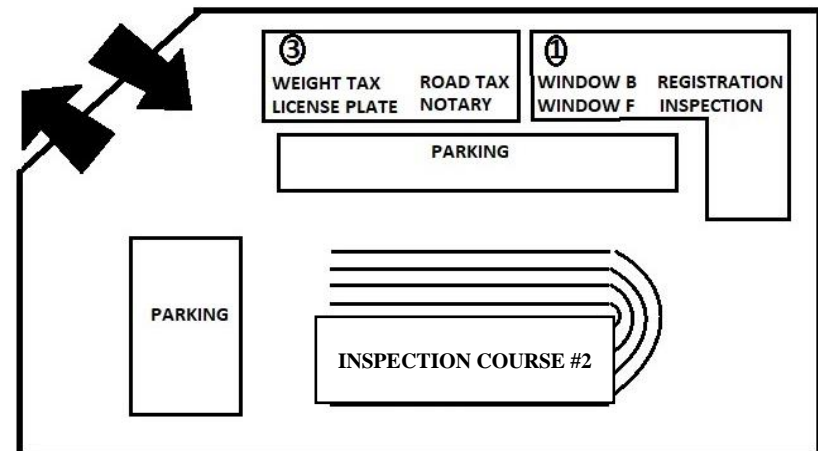 ③
WEIGHT TAX ROAD TAX
LICENSE PLATE NOTARY
①
WINDOW B REGISTRATION
WINDOW F INSPECTION
PARKING
PARKING
INSPECTION COURSE #2